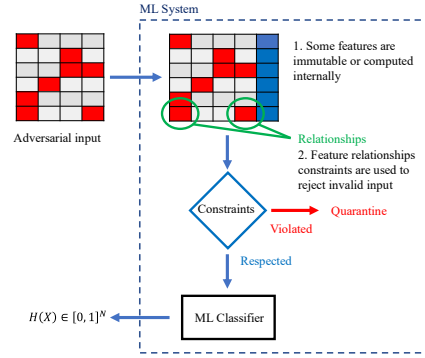 ML System
1. Some features are
immutable or computed
internally
Adversarial input
Relationships
2. Feature relationships
constraints are used to
reject invalid input
Constraints
Quarantine
Violated
Respected
ML Classifier
H(X) ∈ [0, 1]^N